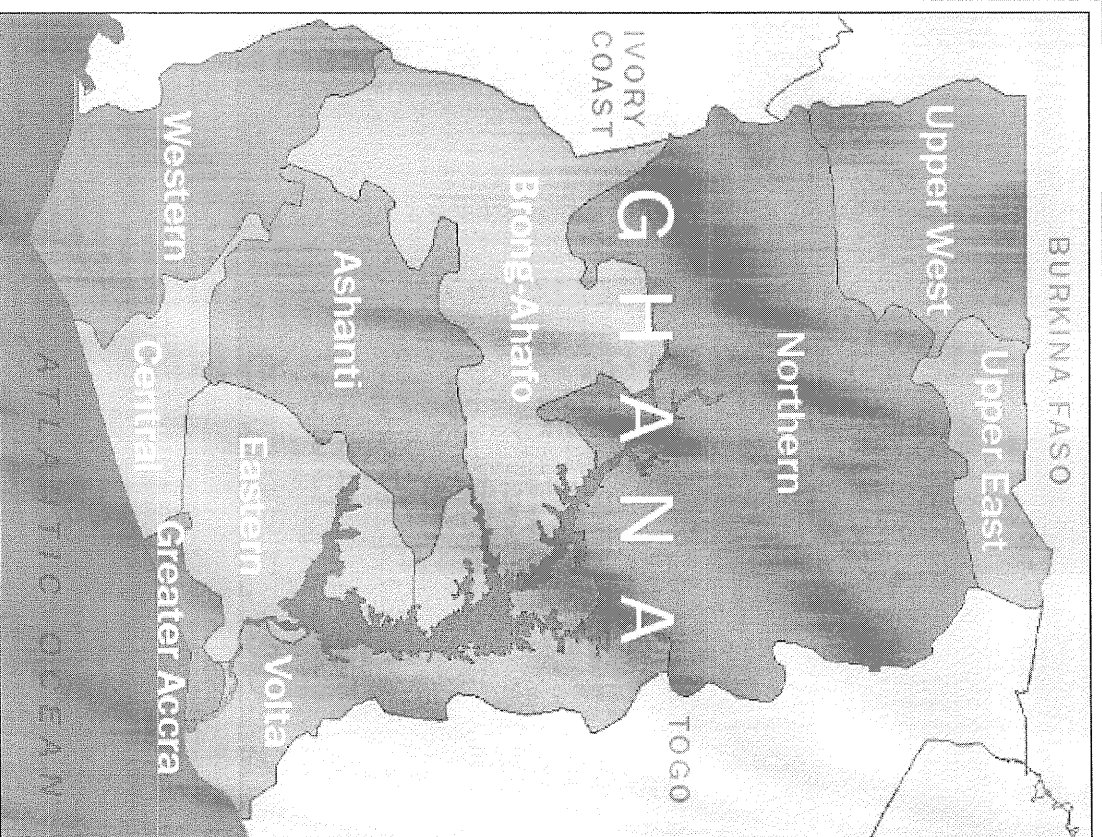 BURKINA FASO
Upper West
Upper East
Northern
IVORY
COAST
GHANA
TOGO
Brong-Ahafo
Ashanti
Volta
Eastern
Western
Central
Greater Accra
ATLANTIC OCEAN